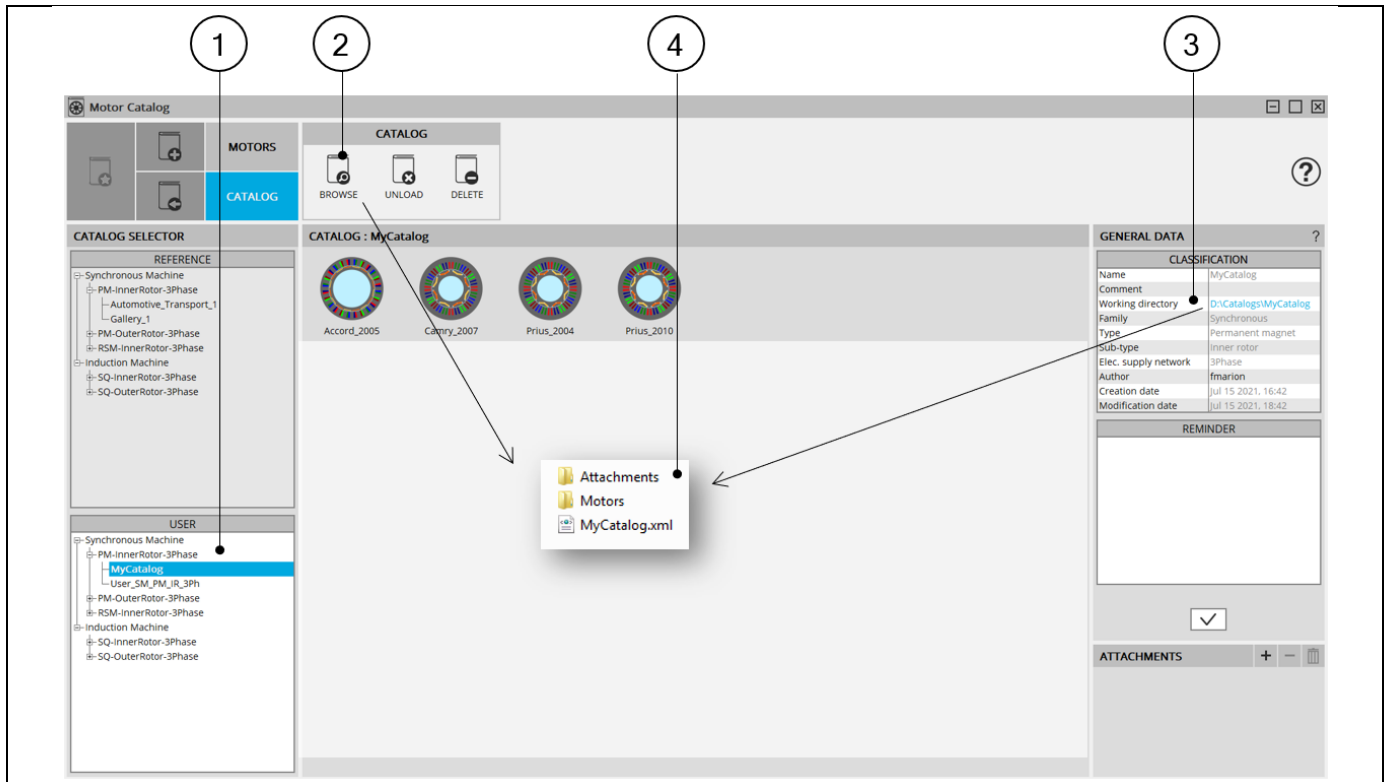 1
2
4
3
Motor Catalog
MOTORS
CATALOG
CATALOG
BROWSE
UNLOAD
DELETE
?
CATALOG SELECTOR
REFERENCE
Synchronous Machine
PM-InnerRotor-3Phase
Automotive_Transport_1
Gallery_1
PM-OuterRotor-3Phase
RSM-InnerRotor-3Phase
Induction Machine
SQ-InnerRotor-3Phase
SQ-OuterRotor-3Phase
USER
Synchronous Machine
PM-InnerRotor-3Phase
MyCatalog
User_SM_PM_IR_3Ph
PM-OuterRotor-3Phase
RSM-InnerRotor-3Phase
Induction Machine
SQ-InnerRotor-3Phase
SQ-OuterRotor-3Phase
CATALOG : MyCatalog
Accord_2005
Camry_2007
Prius_2004
Prius_2010
Attachments
Motors
MyCatalog.xml
GENERAL DATA ?
CLASSIFICATION
Name MyCatalog
Comment
Working directory D:\Catalogs\MyCatalog
Family Synchronous
Type Permanent magnet
Sub-type Inner rotor
Elec. supply network 3Phase
Author fmarion
Creation date Jul 15 2021, 16:42
Modification date Jul 15 2021, 18:42
REMINDER
ATTACHMENTS